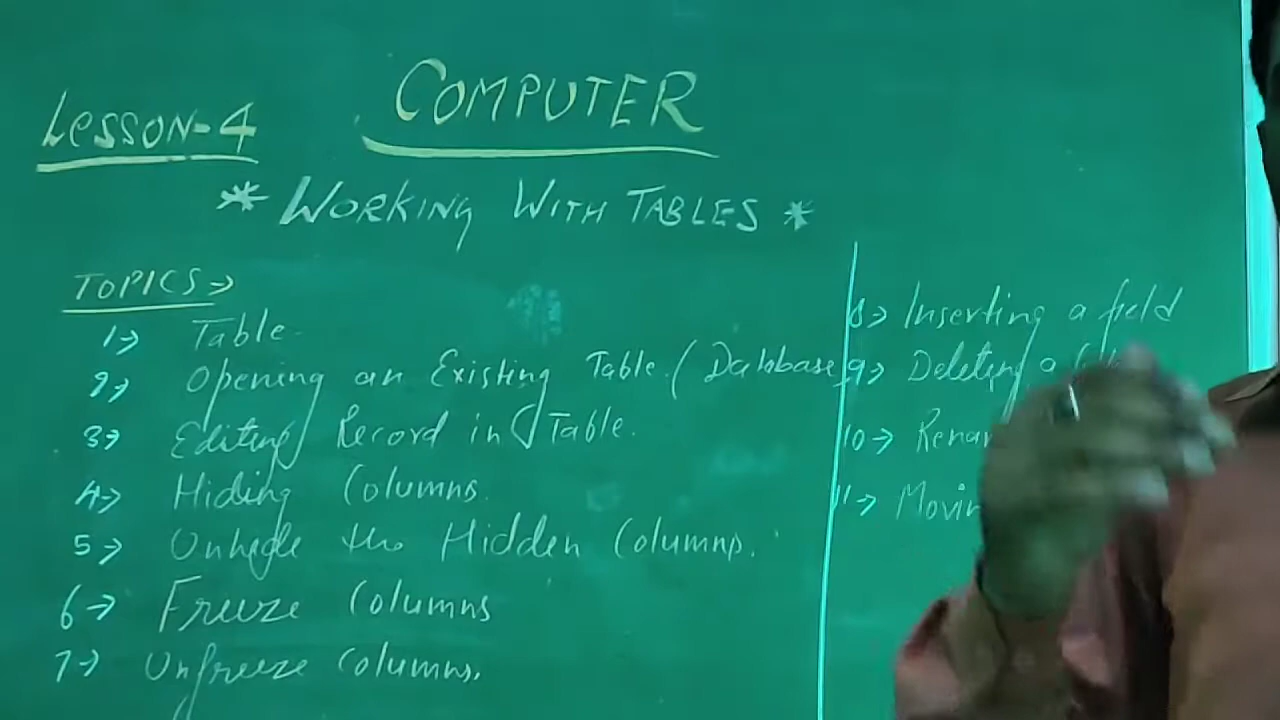 COMPUTER
LESSON-4
* WORKING WITH TABLES *
TOPICS →
1→ Table.
2→ Opening an Existing Table. (Database)
3→ Editing Record in Table.
4→ Hiding Columns.
5→ Unhide the Hidden Columns.
6→ Freeze Columns
7→ Unfreeze Columns.
8→ Inserting a field
9→ Deleting a
10→
11→